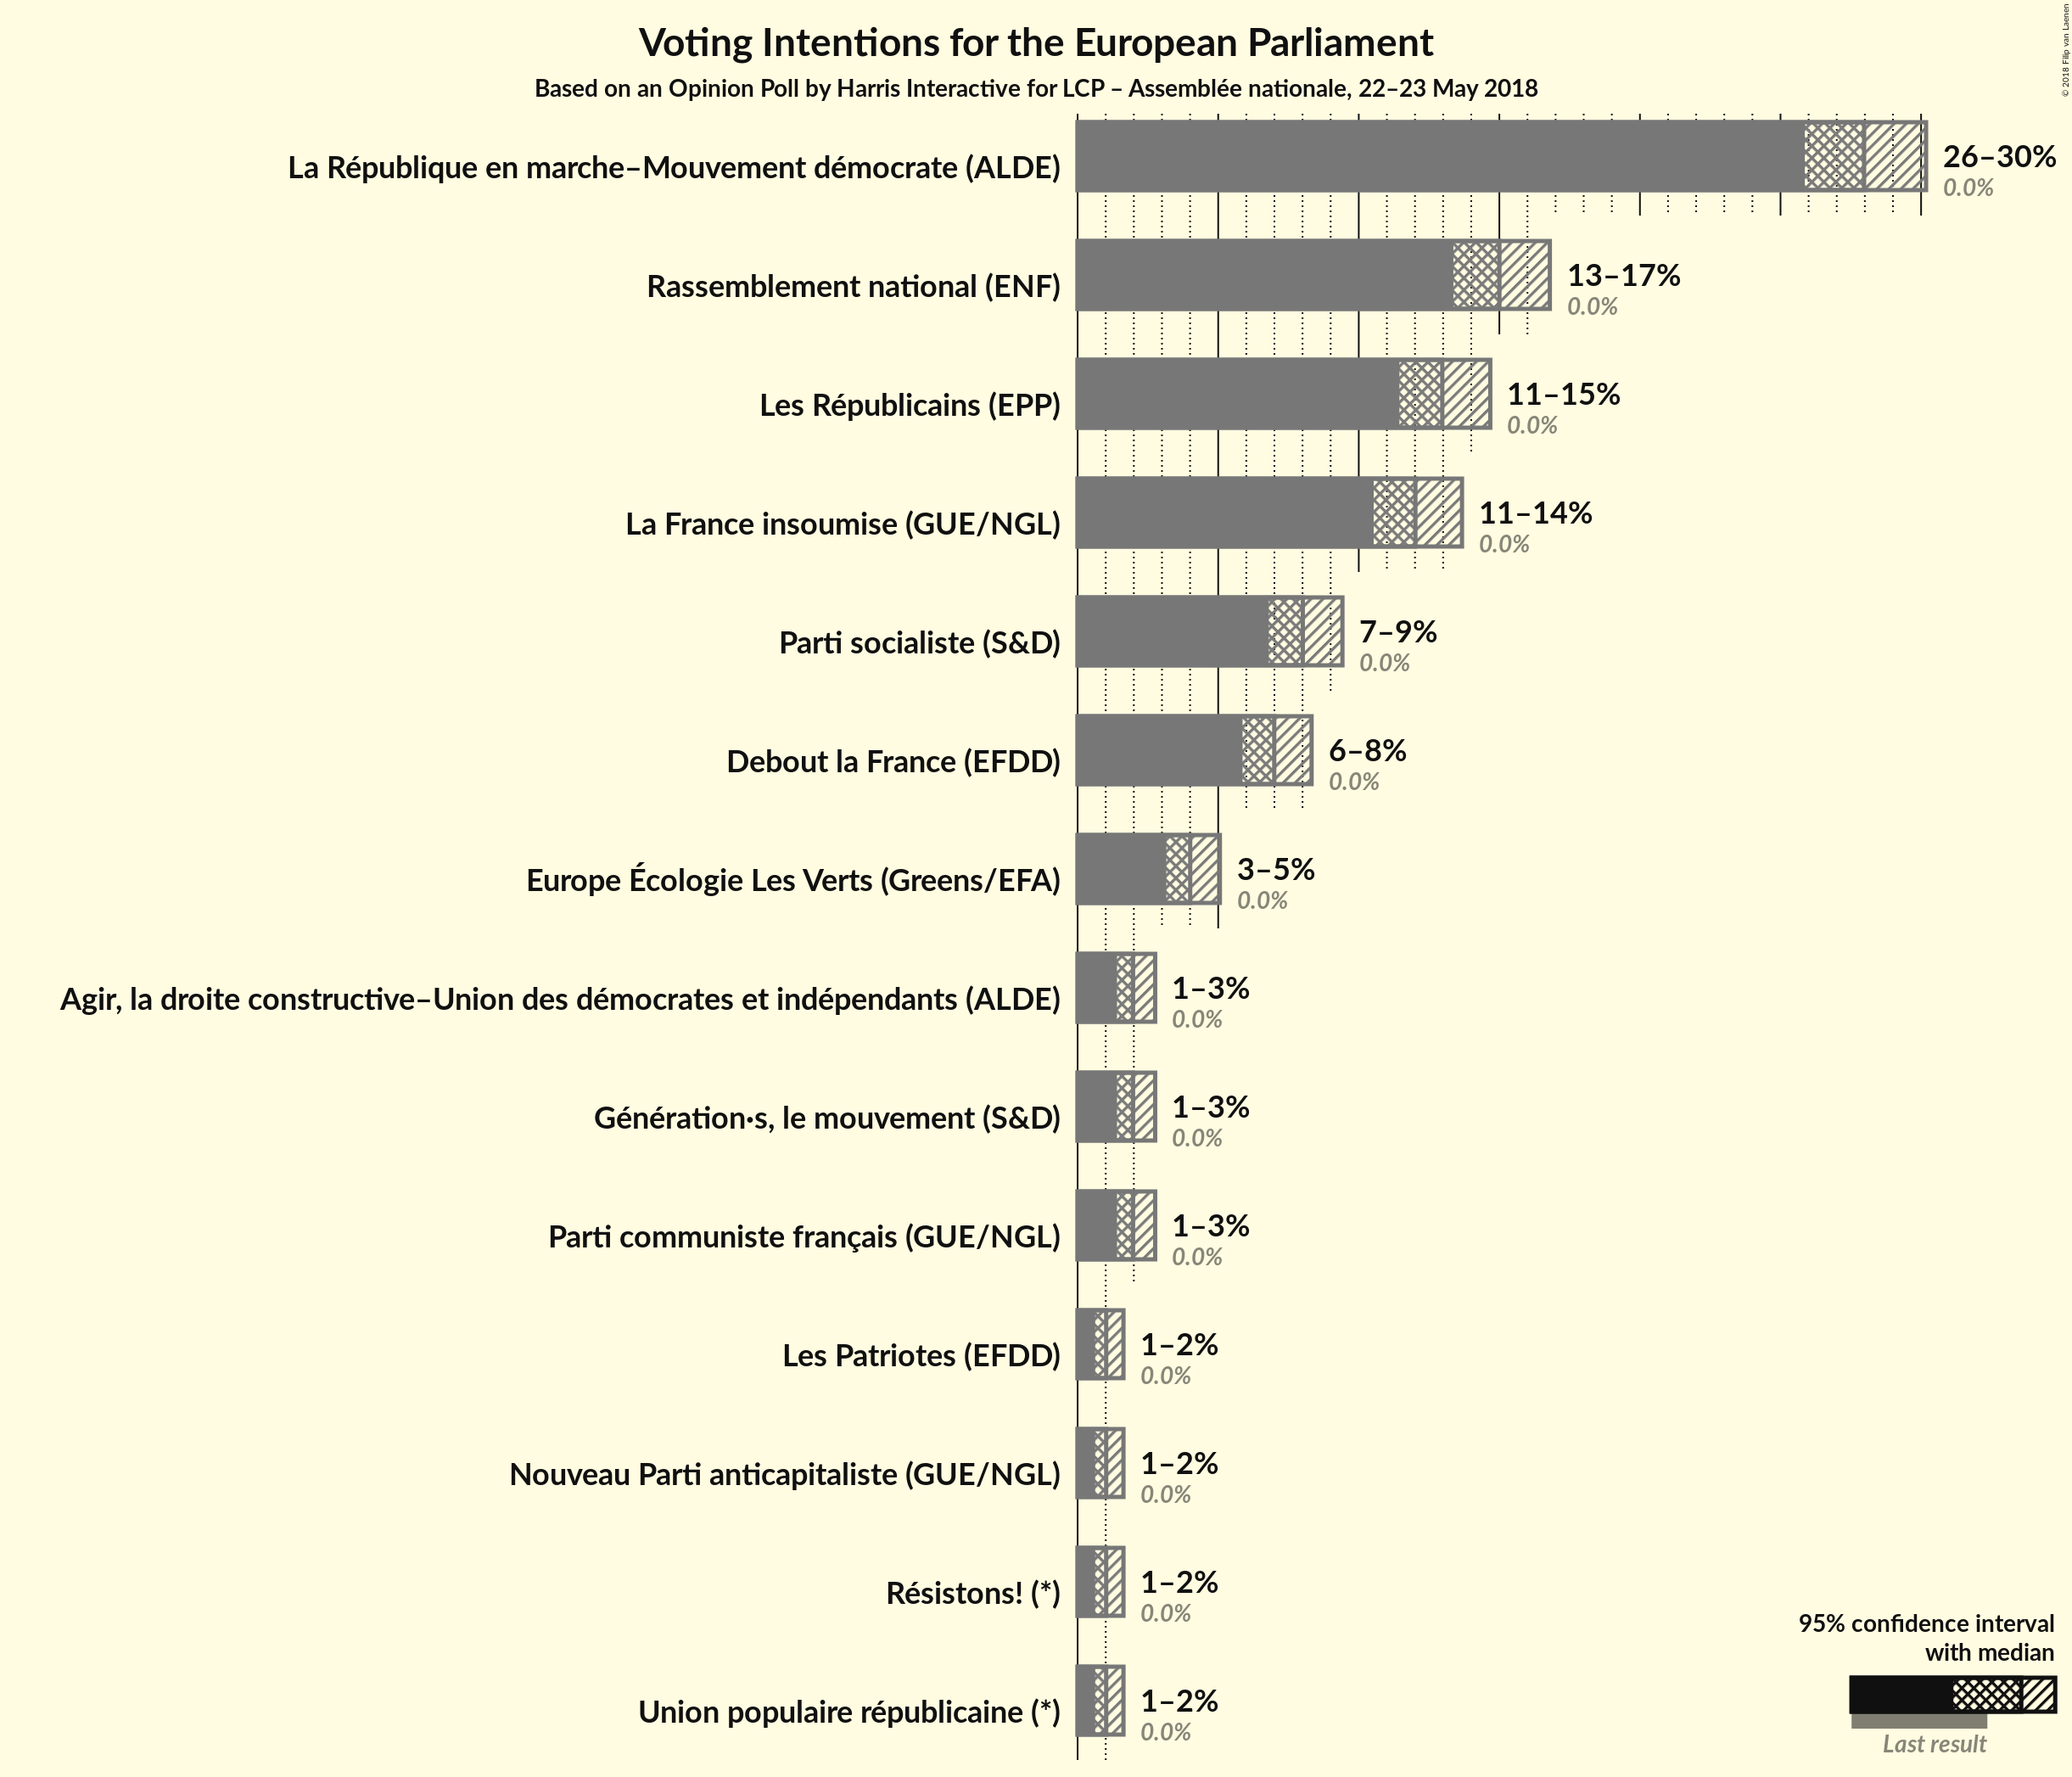 Voting Intentions for the European Parliament
Based on an Opinion Poll by Harris Interactive for LCP – Assemblée nationale, 22–23 May 2018
© 2018 Filip van Laenen
La République en marche–Mouvement démocrate (ALDE)
26–30%
0.0%
Rassemblement national (ENF)
13–17%
0.0%
Les Républicains (EPP)
11–15%
0.0%
La France insoumise (GUE/NGL)
11–14%
0.0%
Parti socialiste (S&D)
7–9%
0.0%
Debout la France (EFDD)
6–8%
0.0%
Europe Écologie Les Verts (Greens/EFA)
3–5%
0.0%
Agir, la droite constructive–Union des démocrates et indépendants (ALDE)
1–3%
0.0%
Génération·s, le mouvement (S&D)
1–3%
0.0%
Parti communiste français (GUE/NGL)
1–3%
0.0%
Les Patriotes (EFDD)
1–2%
0.0%
Nouveau Parti anticapitaliste (GUE/NGL)
1–2%
0.0%
Résistons! (*)
1–2%
0.0%
Union populaire républicaine (*)
1–2%
0.0%
95% confidence interval
with median
Last result